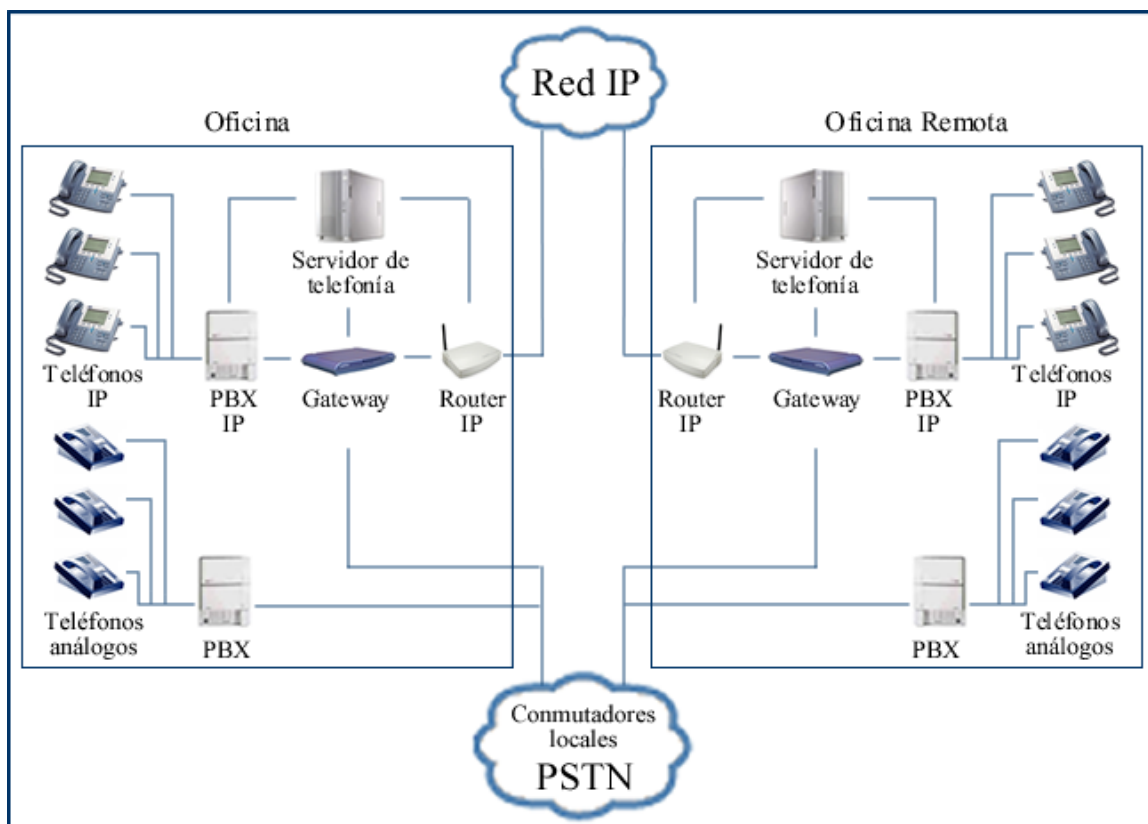 Red IP
Oficina
Oficina Remota
Servidor de
telefonía
Servidor de
telefonía
Teléfonos
IP
PBX
IP
Gateway
Router
IP
Router
IP
Gateway
PBX
IP
Teléfonos
IP
Teléfonos
análogos
PBX
PBX
Teléfonos
análogos
Conmutadores
locales
PSTN